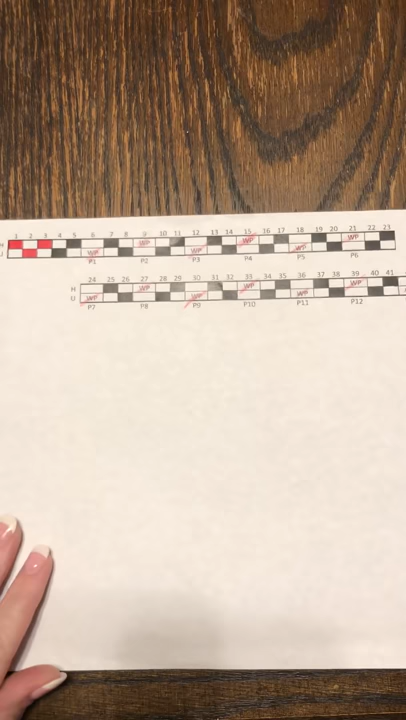 1 2 3 4 5 6 7 8 9 10 11 12 13 14 15 16 17 18 19 20 21 22 23
H WP WP WP
U WP WP WP
P1 P2 P3 P4 P5 P6
24 25 26 27 28 29 30 31 32 33 34 35 36 37 38 39 40 41
H WP WP WP
U WP WP WP
P7 P8 P9 P10 P11 P12